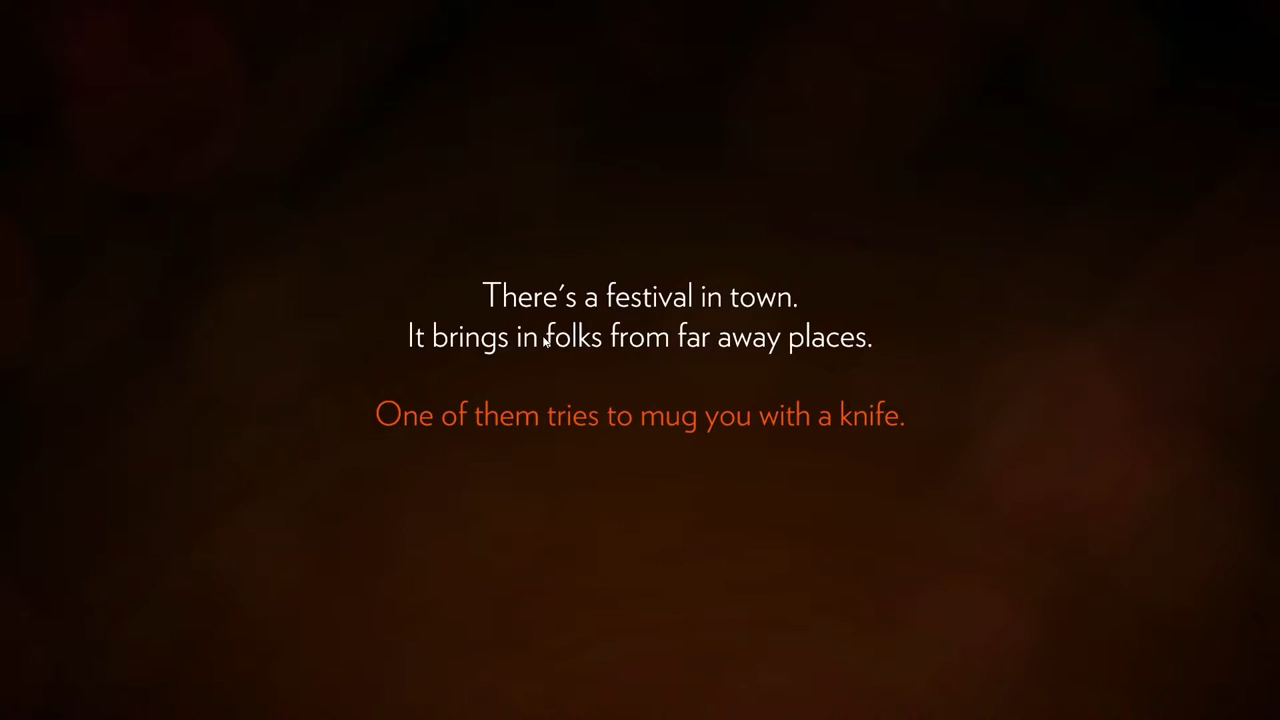 There's a festival in town.
It brings in folks from far away places.
One of them tries to mug you with a knife.